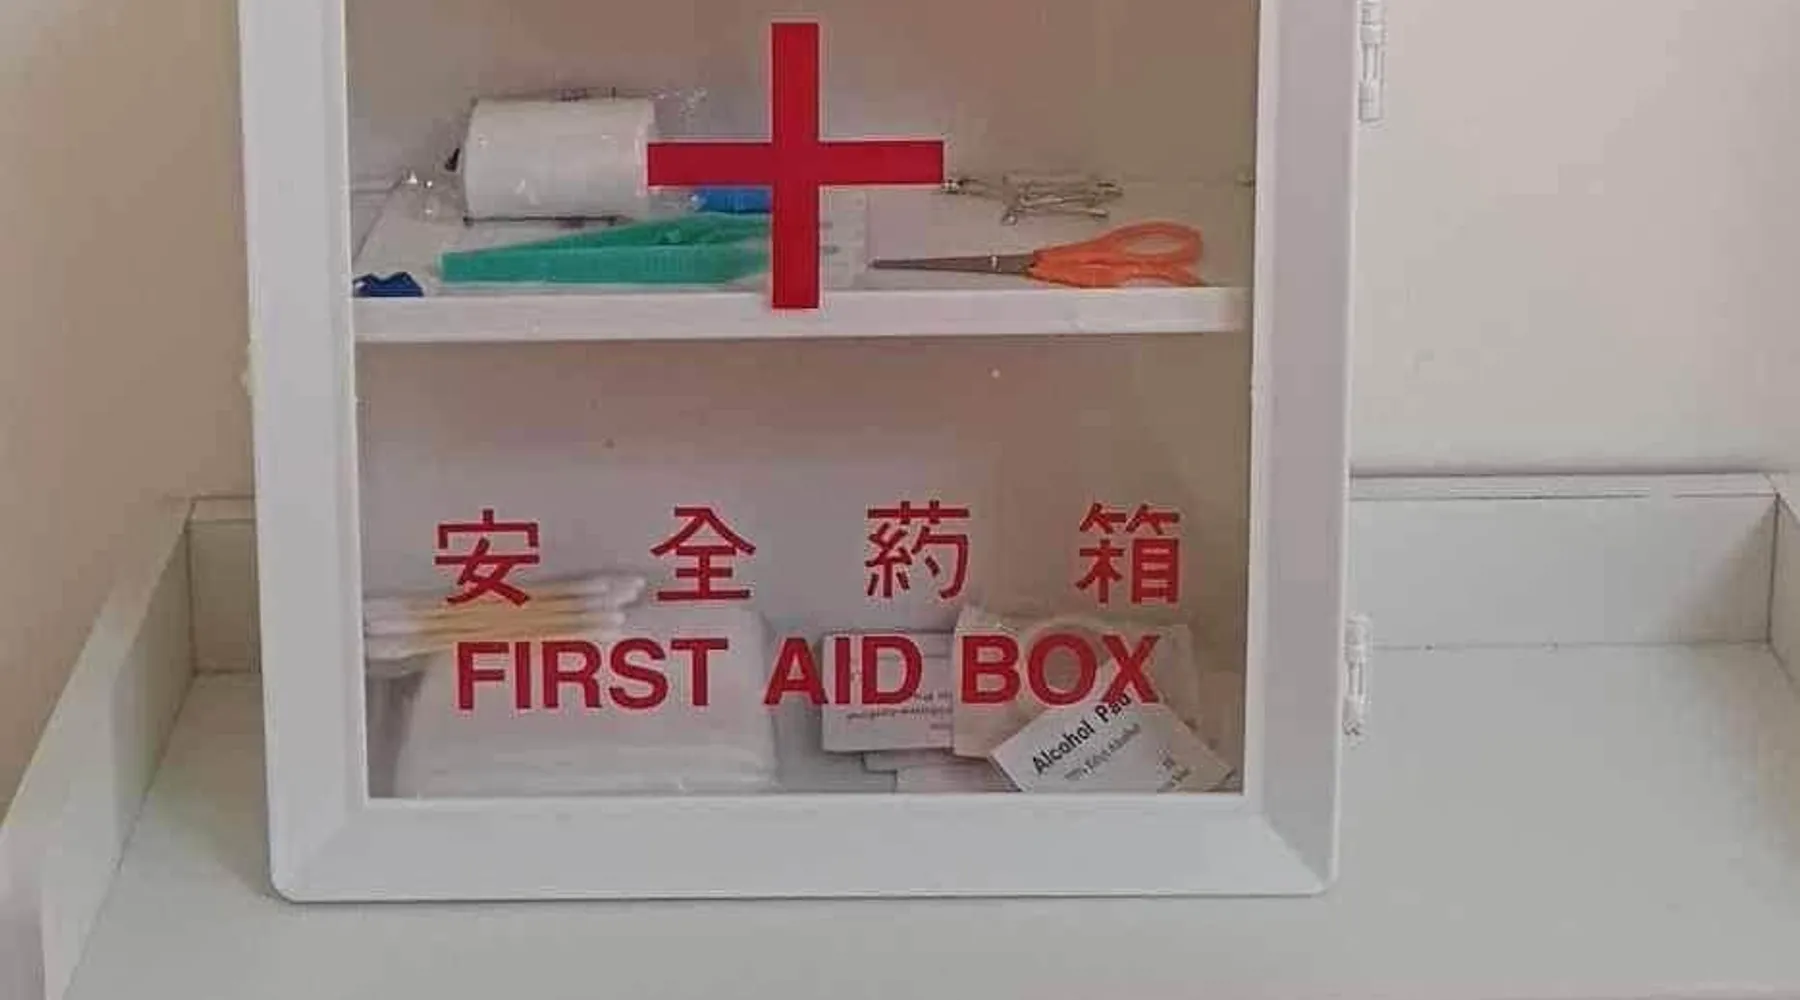 安全葯箱
FIRST AID BOX
Alcohol Pad